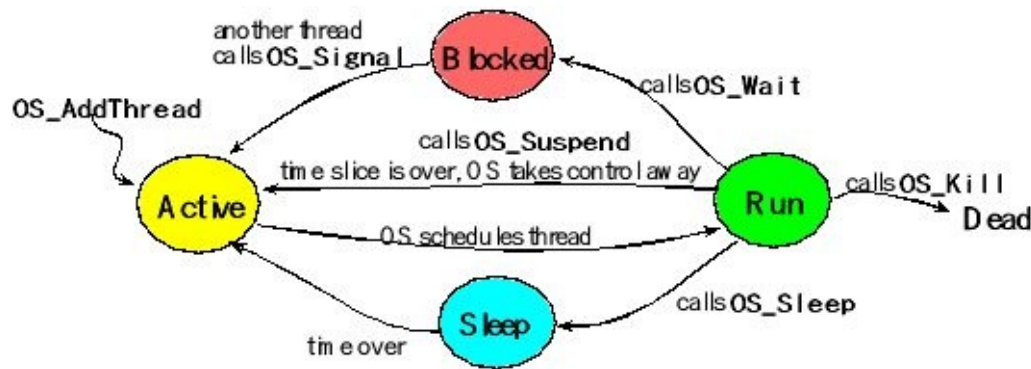 another thread
calls OS_Signal
Blocked
calls OS_Wait
OS_AddThread
calls OS_Suspend
time slice is over, OS takes control away
Active
Run
calls OS_Kill
Dead
OS schedules thread
Sleep
calls OS_Sleep
time over